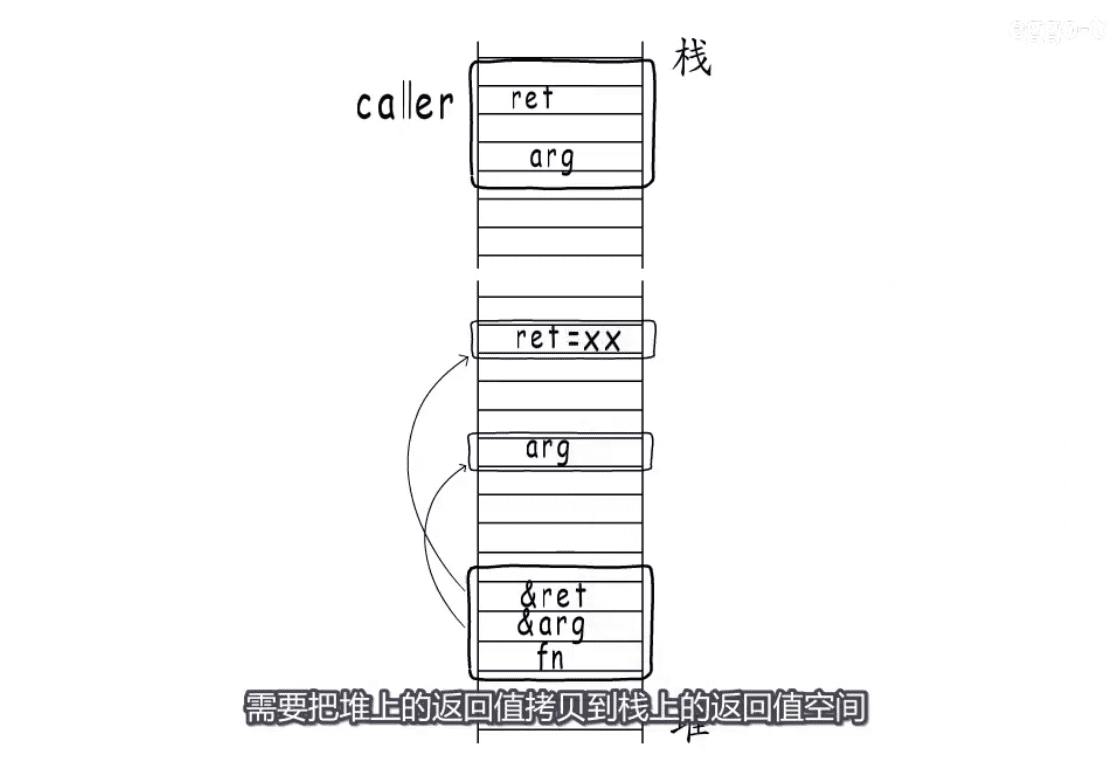 栈
caller
ret
arg
ret=xx
arg
&ret
&arg
fn
需要把堆上的返回值拷贝到栈上的返回值空间
堆